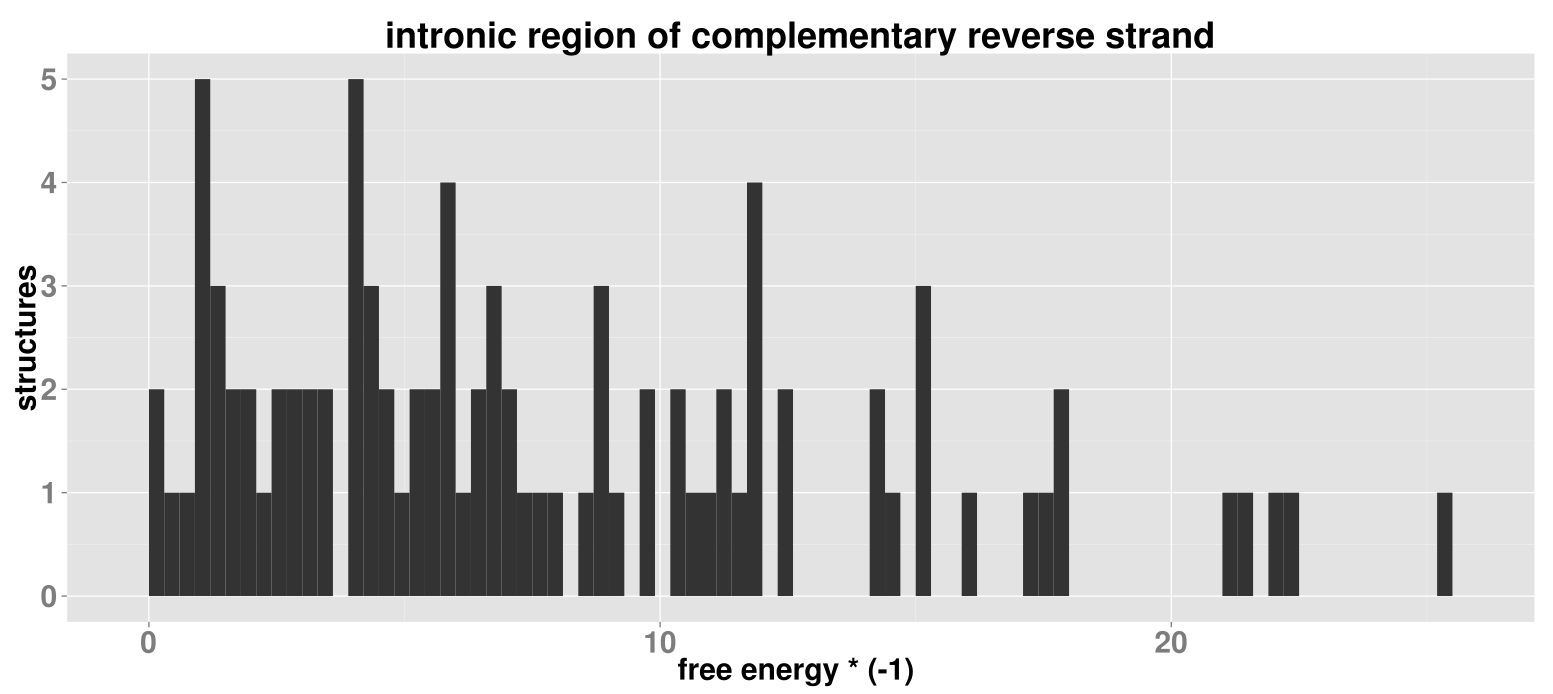 intronic region of complementary reverse strand
structures
5
4
3
2
1
0
0 10 20
free energy * (-1)